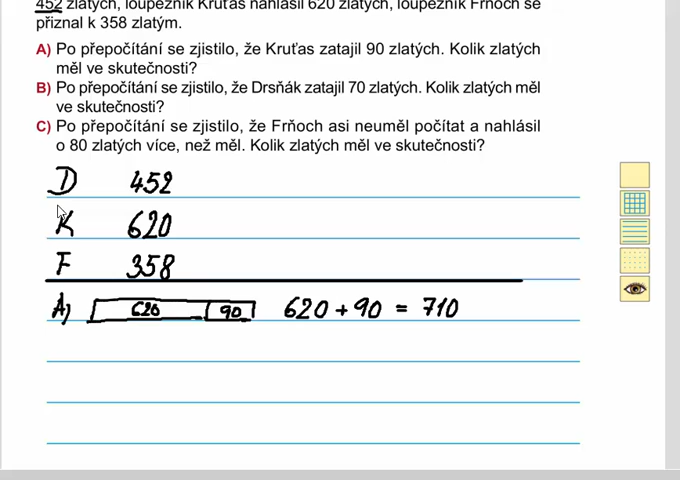 452 zlatých, loupežník Kruťas nahlásil 620 zlatých, loupežník Frňoch se
přiznal k 358 zlatým.
A) Po přepočítání se zjistilo, že Kruťas zatajil 90 zlatých. Kolik zlatých
měl ve skutečnosti?
B) Po přepočítání se zjistilo, že Drsňák zatajil 70 zlatých. Kolik zlatých měl
ve skutečnosti?
C) Po přepočítání se zjistilo, že Frňoch asi neuměl počítat a nahlásil
o 80 zlatých více, než měl. Kolik zlatých měl ve skutečnosti?
D 452
K 620
F 358
A) 620 90 620 + 90 = 710